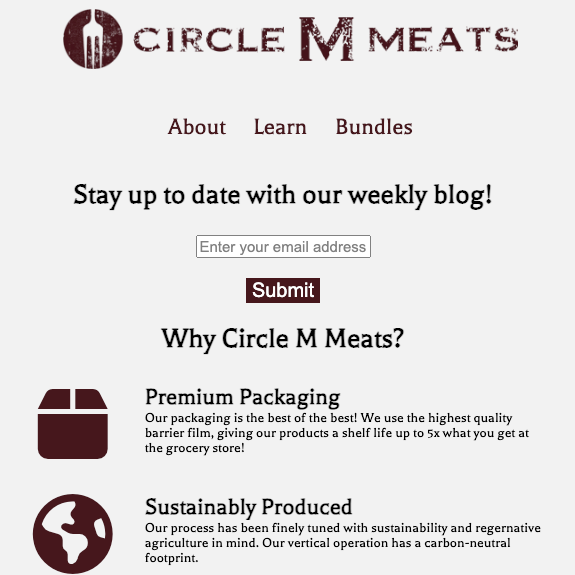 CIRCLE M MEATS
About Learn Bundles
Stay up to date with our weekly blog!
Enter your email address
Submit
Why Circle M Meats?
Premium Packaging
Our packaging is the best of the best! We use the highest quality
barrier film, giving our products a shelf life up to 5x what you get at
the grocery store!
Sustainably Produced
Our process has been finely tuned with sustainability and regernative
agriculture in mind. Our vertical operation has a carbon-neutral
footprint.